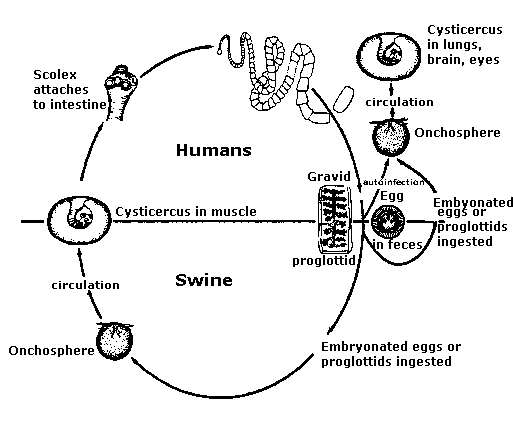 Cysticercus
in lungs,
brain, eyes
Scolex
attaches
to intestine
circulation
Onchosphere
Humans
Gravid
autoinfection
Egg
Embyonated
eggs or
proglottids
ingested
Cysticercus in muscle
in feces
proglottid
Swine
circulation
Onchosphere
Embryonated eggs or
proglottids ingested